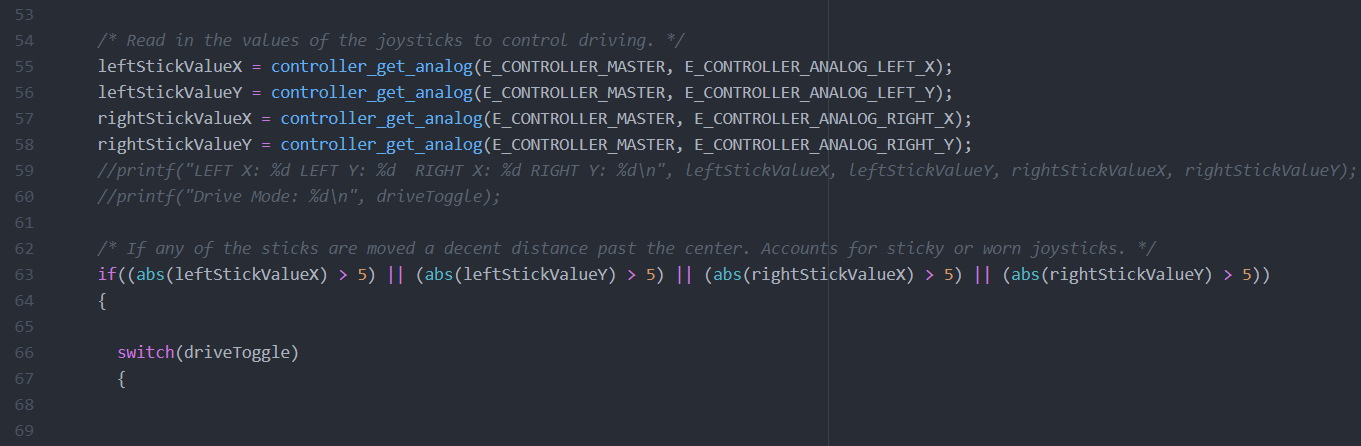 53
54 /* Read in the values of the joysticks to control driving. */
55 leftStickValueX = controller_get_analog(E_CONTROLLER_MASTER, E_CONTROLLER_ANALOG_LEFT_X);
56 leftStickValueY = controller_get_analog(E_CONTROLLER_MASTER, E_CONTROLLER_ANALOG_LEFT_Y);
57 rightStickValueX = controller_get_analog(E_CONTROLLER_MASTER, E_CONTROLLER_ANALOG_RIGHT_X);
58 rightStickValueY = controller_get_analog(E_CONTROLLER_MASTER, E_CONTROLLER_ANALOG_RIGHT_Y);
59 //printf("LEFT X: %d LEFT Y: %d  RIGHT X: %d RIGHT Y: %d\n", leftStickValueX, leftStickValueY, rightStickValueX, rightStickValueY);
60 //printf("Drive Mode: %d\n", driveToggle);
61
62 /* If any of the sticks are moved a decent distance past the center. Accounts for sticky or worn joysticks. */
63 if((abs(leftStickValueX) > 5) || (abs(leftStickValueY) > 5) || (abs(rightStickValueX) > 5) || (abs(rightStickValueY) > 5))
64 {
65
66 switch(driveToggle)
67 {
68
69